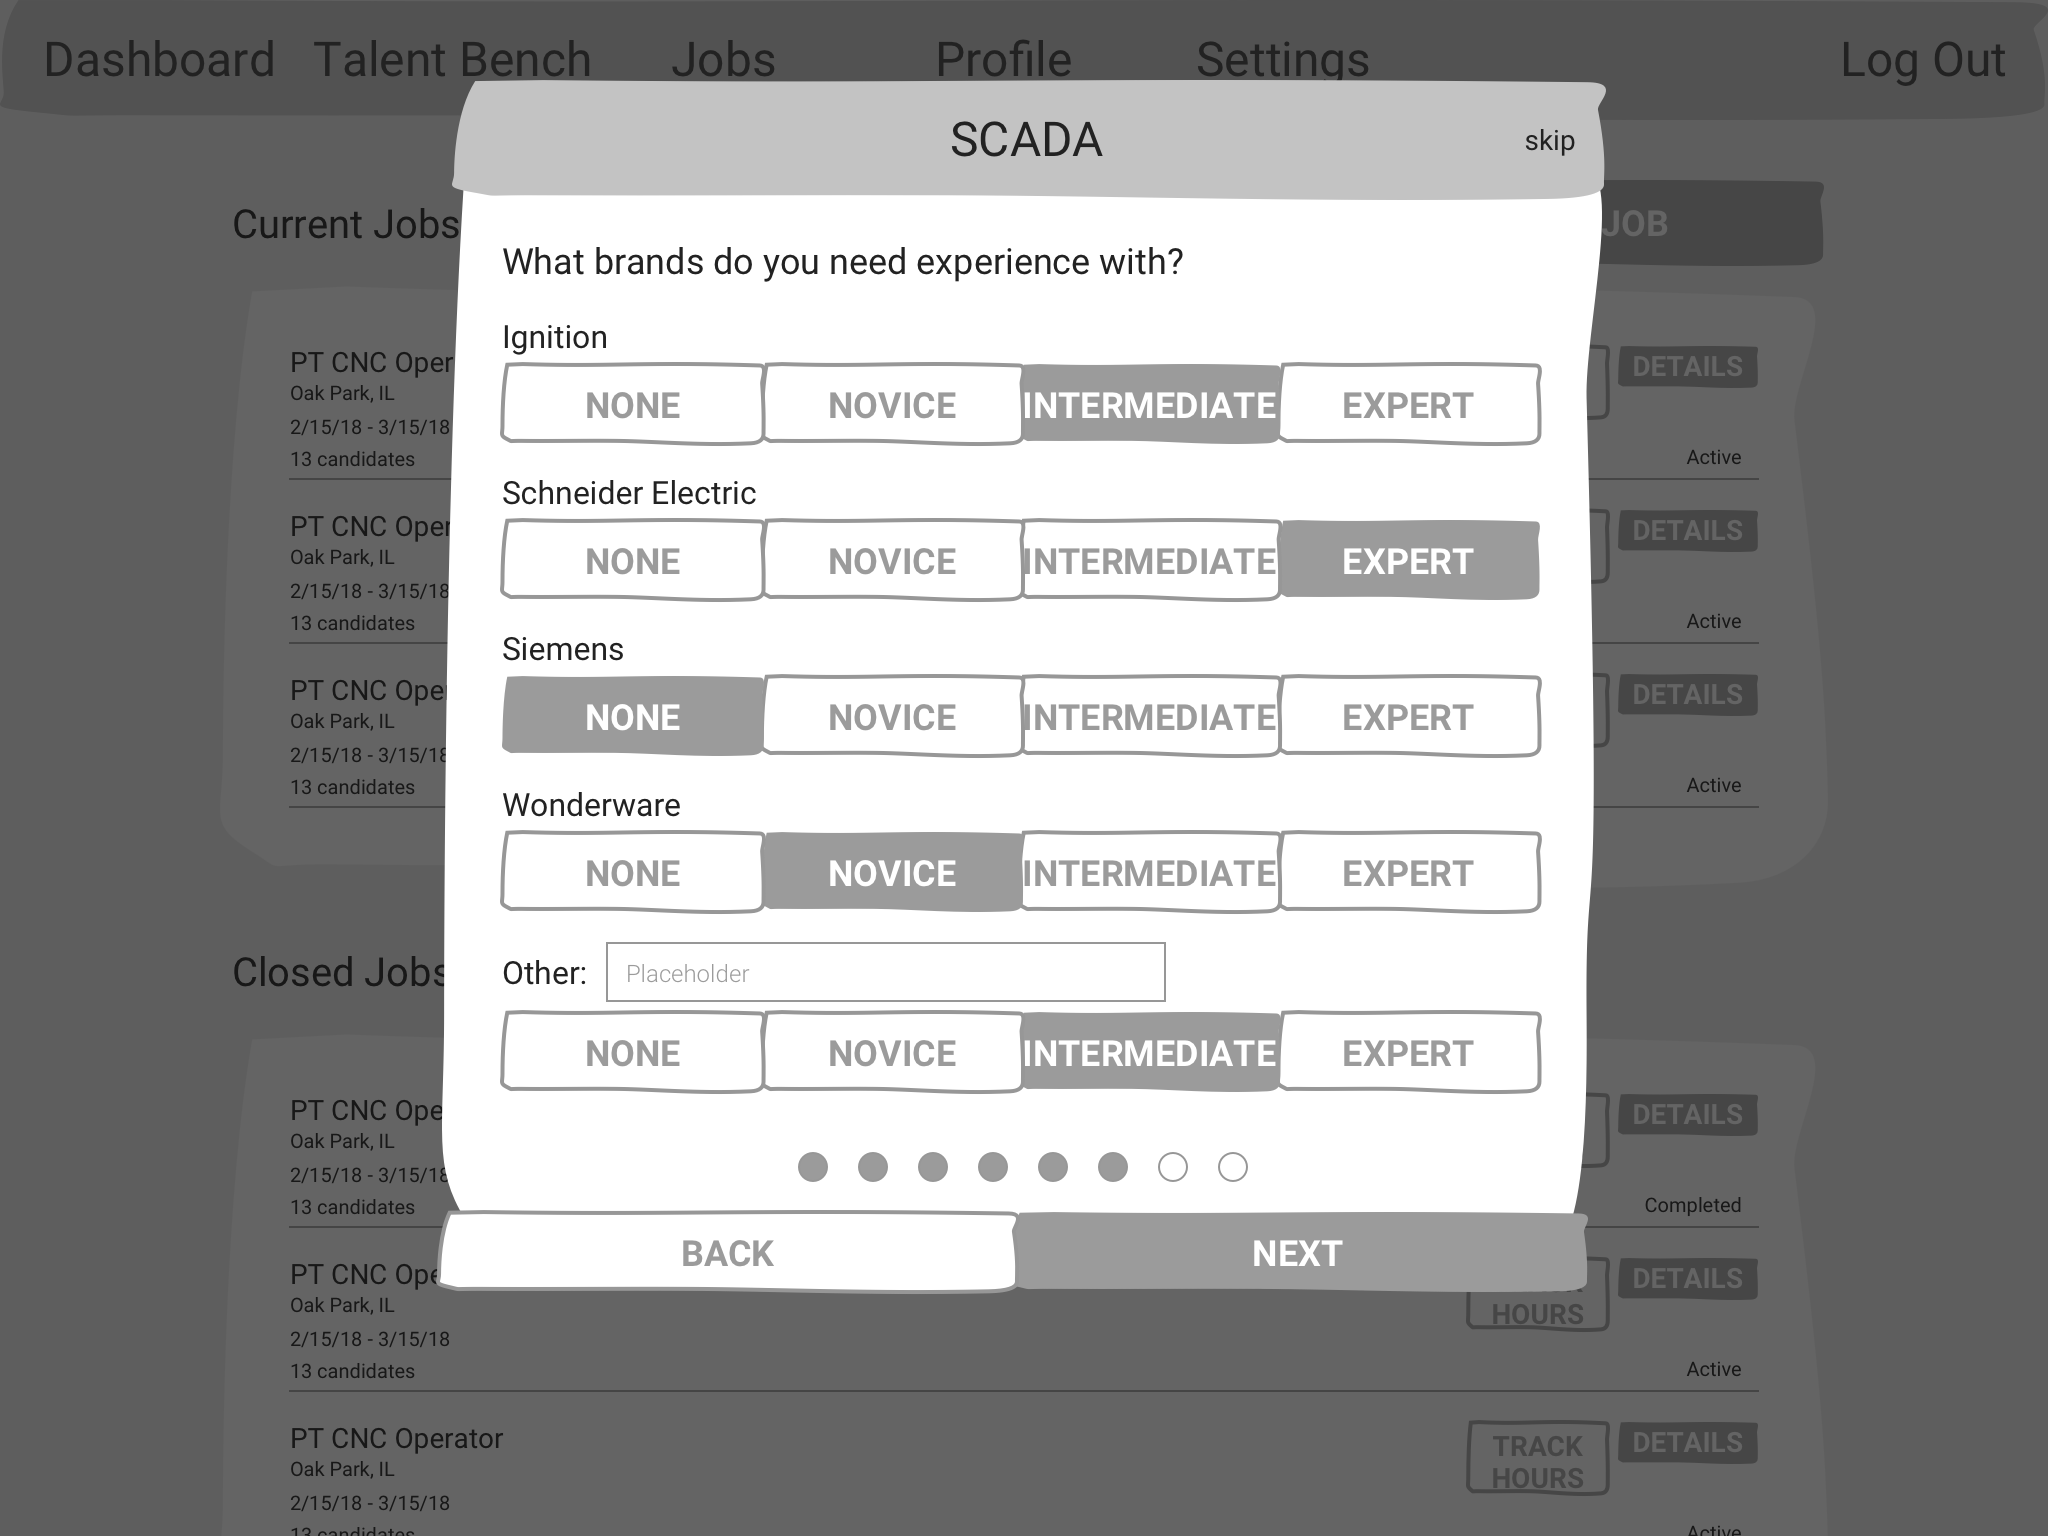 Dashboard Talent Bench Jobs Profile Settings Log Out
SCADA skip
Current Jobs JOB
What brands do you need experience with?
Ignition
NONE NOVICE INTERMEDIATE EXPERT
Schneider Electric
NONE NOVICE INTERMEDIATE EXPERT
Siemens
NONE NOVICE INTERMEDIATE EXPERT
Wonderware
NONE NOVICE INTERMEDIATE EXPERT
Other: Placeholder
NONE NOVICE INTERMEDIATE EXPERT
BACK NEXT
PT CNC Oper DETAILS
Oak Park, IL
2/15/18 - 3/15/18
13 candidates Active
PT CNC Oper DETAILS
Oak Park, IL
2/15/18 - 3/15/18
13 candidates Active
PT CNC Ope DETAILS
Oak Park, IL
2/15/18 - 3/15/18
13 candidates Active
Closed Jobs
PT CNC Ope DETAILS
Oak Park, IL
2/15/18 - 3/15/18
13 candidates Completed
PT CNC Ope DETAILS
Oak Park, IL HOURS
2/15/18 - 3/15/18
13 candidates Active
PT CNC Operator TRACK DETAILS
Oak Park, IL HOURS
2/15/18 - 3/15/18
13 candidates Active